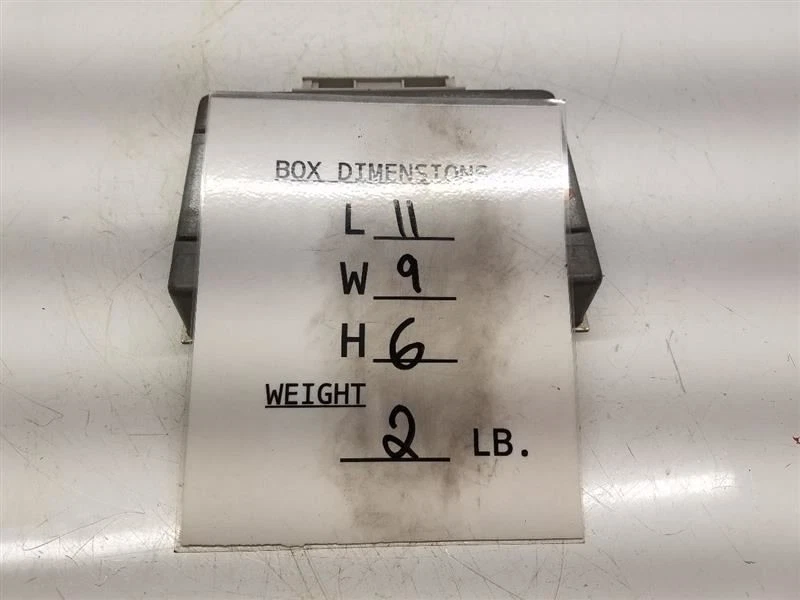 BOX DIMENSIONS
L 11
W 9
H 6
WEIGHT
2 LB.